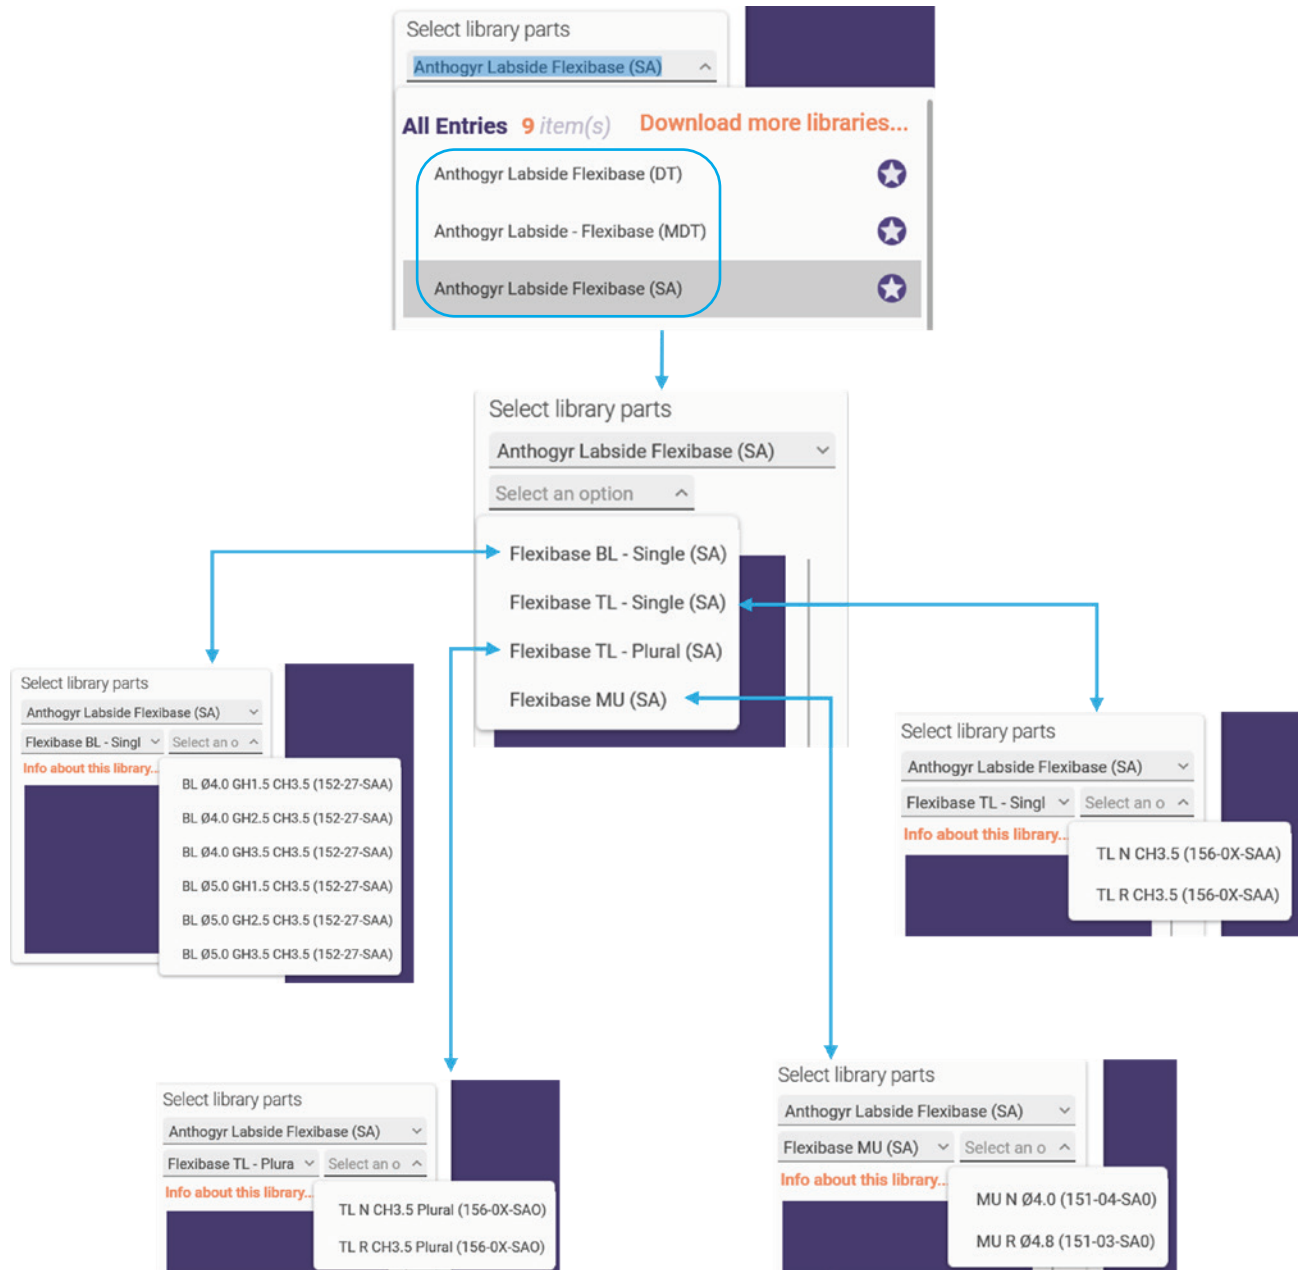 Select library parts
Anthogyr Labside Flexibase (SA)
All Entries 9 item(s) Download more libraries...
Anthogyr Labside Flexibase (DT)
Anthogyr Labside - Flexibase (MDT)
Anthogyr Labside Flexibase (SA)
Select library parts
Anthogyr Labside Flexibase (SA)
Select an option
Flexibase BL - Single (SA)
Flexibase TL - Single (SA)
Flexibase TL - Plural (SA)
Flexibase MU (SA)
Select library parts
Anthogyr Labside Flexibase (SA)
Flexibase BL - Singl Select an o
Info about this library...
BL Ø4.0 GH1.5 CH3.5 (152-27-SAA)
BL Ø4.0 GH2.5 CH3.5 (152-27-SAA)
BL Ø4.0 GH3.5 CH3.5 (152-27-SAA)
BL Ø5.0 GH1.5 CH3.5 (152-27-SAA)
BL Ø5.0 GH2.5 CH3.5 (152-27-SAA)
BL Ø5.0 GH3.5 CH3.5 (152-27-SAA)
Select library parts
Anthogyr Labside Flexibase (SA)
Flexibase TL - Singl Select an o
Info about this library...
TL N CH3.5 (156-0X-SAA)
TL R CH3.5 (156-0X-SAA)
Select library parts
Anthogyr Labside Flexibase (SA)
Flexibase TL - Plura Select an o
Info about this library...
TL N CH3.5 Plural (156-0X-SAO)
TL R CH3.5 Plural (156-0X-SAO)
Select library parts
Anthogyr Labside Flexibase (SA)
Flexibase MU (SA) Select an o
Info about this library...
MU N Ø4.0 (151-04-SA0)
MU R Ø4.8 (151-03-SA0)